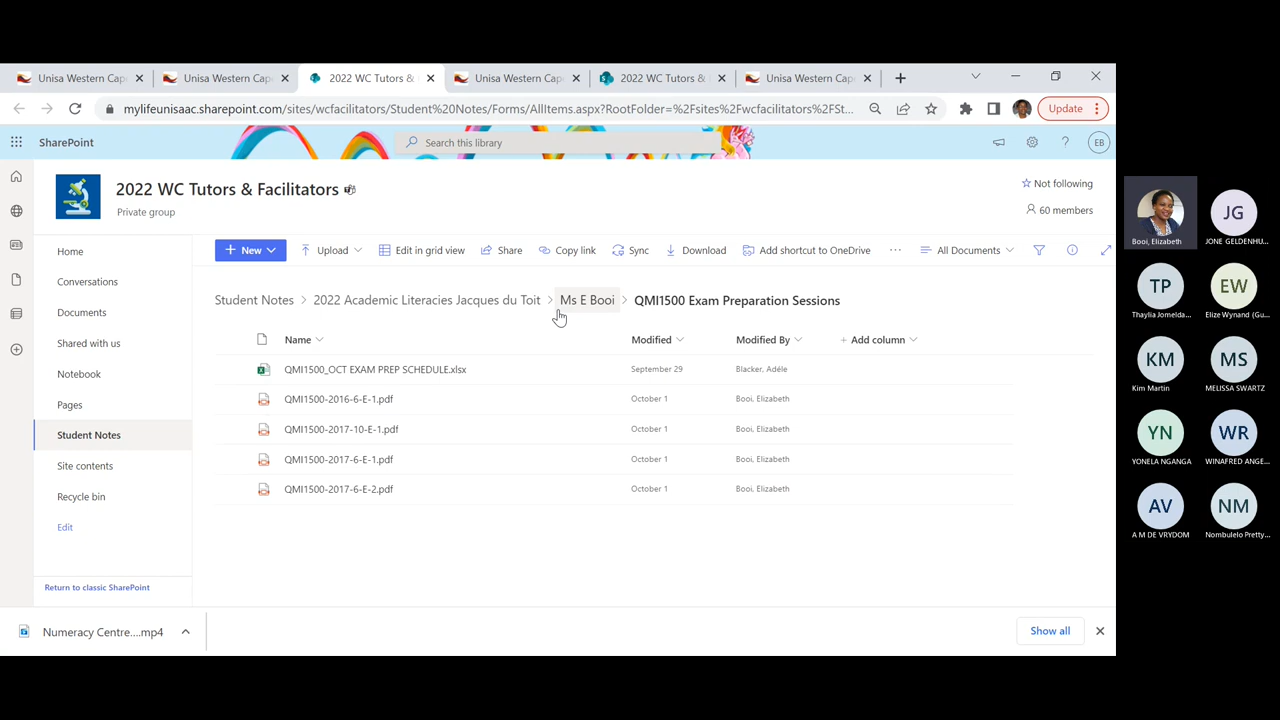 Unisa Western Cap
Unisa Western Cap
2022 WC Tutors &
Unisa Western Cap
2022 WC Tutors &
Unisa Western Cap
mylifeunisaac.sharepoint.com/sites/wcfacilitators/Student%20Notes/Forms/AllItems.aspx?RootFolder=%2Fsites%2Fwcfacilitators%2FSt...
Update
SharePoint
Search this library
EB
2022 WC Tutors & Facilitators
Private group
Not following
60 members
New
Upload
Edit in grid view
Share
Copy link
Sync
Download
Add shortcut to OneDrive
All Documents
Home
Conversations
Documents
Shared with us
Notebook
Pages
Student Notes
Site contents
Recycle bin
Edit
Return to classic SharePoint
Student Notes > 2022 Academic Literacies Jacques du Toit > Ms E Booi > QMI1500 Exam Preparation Sessions
Name Modified Modified By + Add column
QMI1500_OCT EXAM PREP SCHEDULE.xlsx September 29 Blacker, Adéle
QMI1500-2016-6-E-1.pdf October 1 Booi, Elizabeth
QMI1500-2017-10-E-1.pdf October 1 Booi, Elizabeth
QMI1500-2017-6-E-1.pdf October 1 Booi, Elizabeth
QMI1500-2017-6-E-2.pdf October 1 Booi, Elizabeth
Numeracy Centre....mp4
Show all
Booi, Elizabeth
JG
JONE GELDENHU...
TP
Thaylia Jomelda...
EW
Elize Wynand (Gu...
KM
Kim Martin
MS
MELISSA SWARTZ
YN
YONELA NGANGA
WR
WINAFRED ANGE...
AV
A M DE VRYDOM
NM
Nombulelo Pretty...